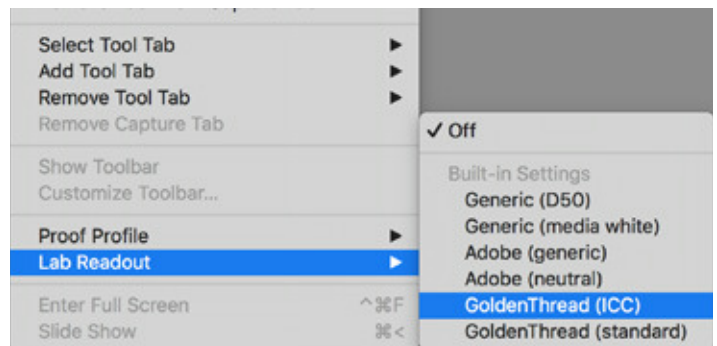 Select Tool Tab
Add Tool Tab
Remove Tool Tab
Remove Capture Tab
Show Toolbar
Customize Toolbar...
Proof Profile
Lab Readout
Enter Full Screen ^⌘F
Slide Show ⌘<
✓ Off
Built-in Settings
Generic (D50)
Generic (media white)
Adobe (generic)
Adobe (neutral)
GoldenThread (ICC)
GoldenThread (standard)